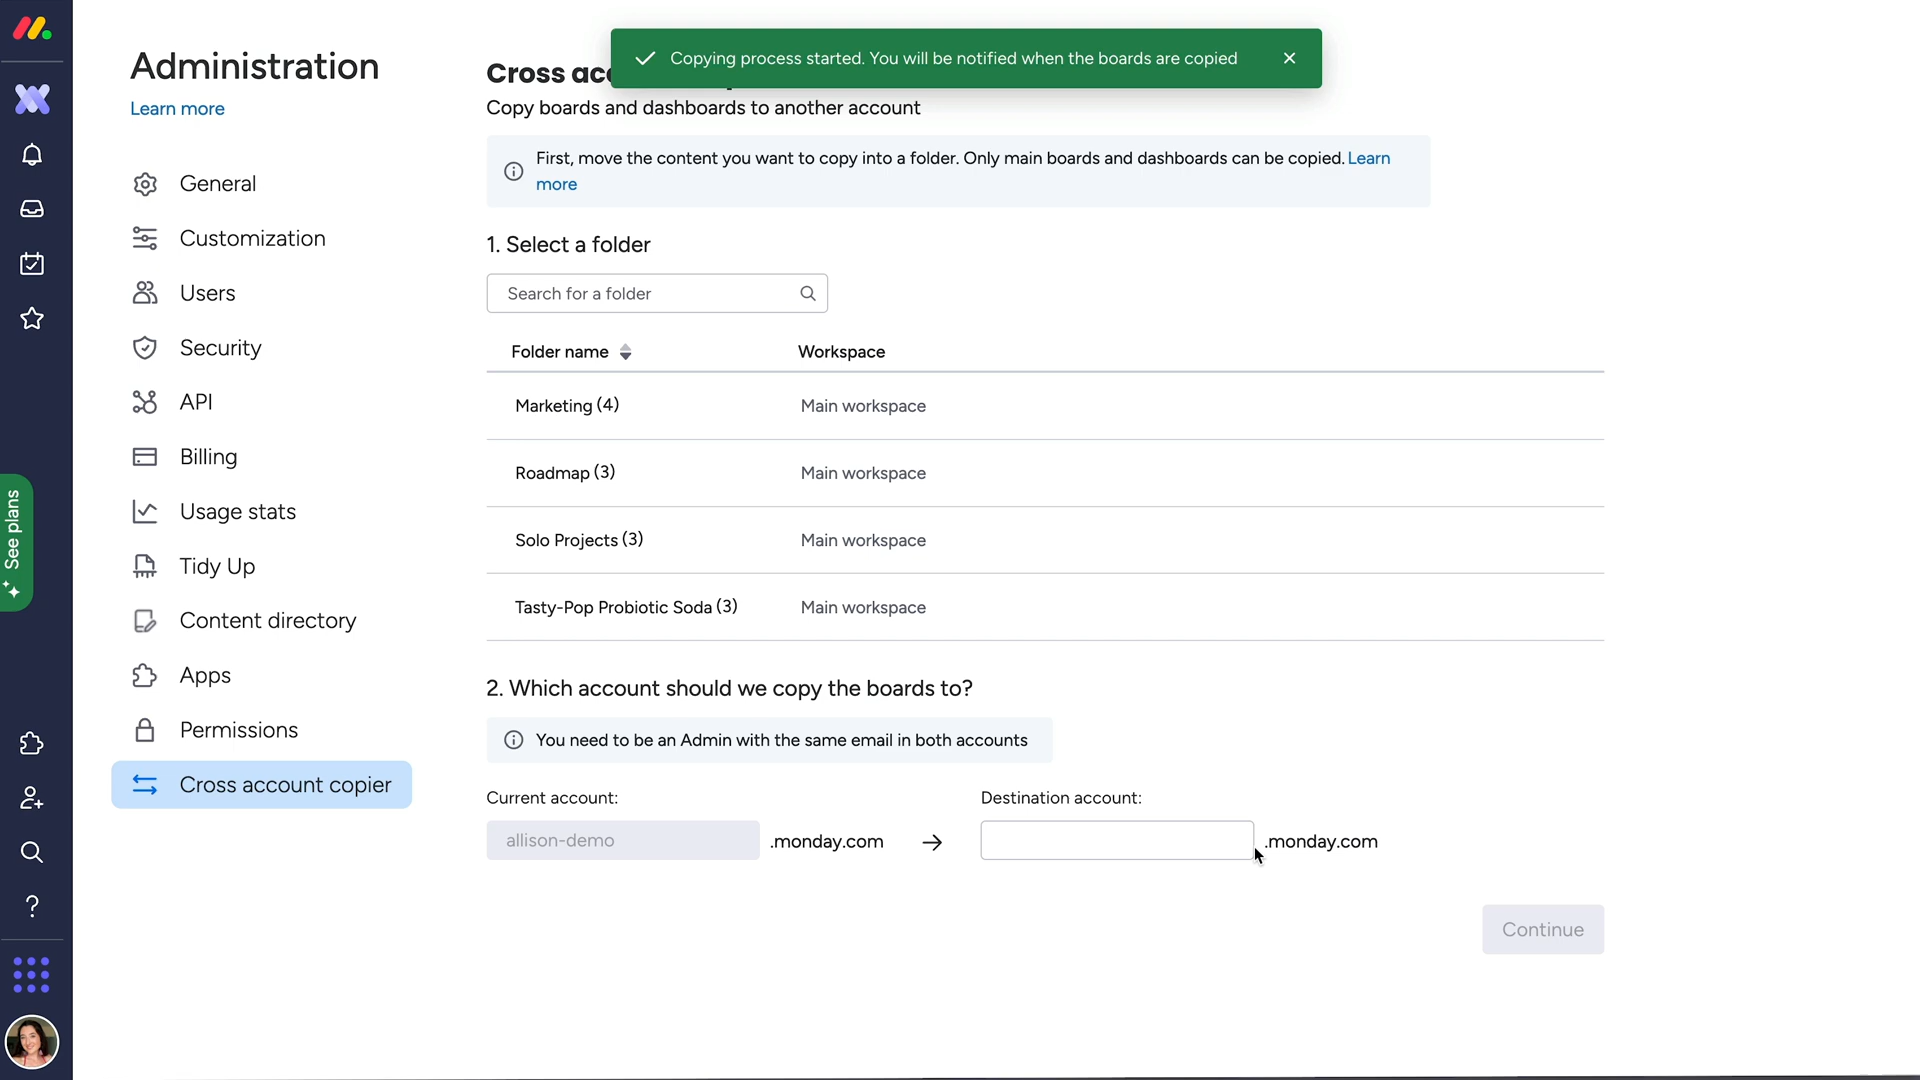 Administration
Learn more
General
Customization
Users
Security
API
Billing
Usage stats
Tidy Up
Content directory
Apps
Permissions
Cross account copier
See plans
Copying process started. You will be notified when the boards are copied
Cross
Copy boards and dashboards to another account
First, move the content you want to copy into a folder. Only main boards and dashboards can be copied. Learn
more
1. Select a folder
Search for a folder
Folder name Workspace
Marketing (4) Main workspace
Roadmap (3) Main workspace
Solo Projects (3) Main workspace
Tasty-Pop Probiotic Soda (3) Main workspace
2. Which account should we copy the boards to?
You need to be an Admin with the same email in both accounts
Current account: Destination account:
allison-demo .monday.com → .monday.com
Continue